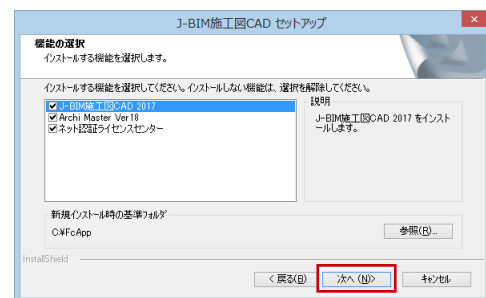 J-BIM施工図CAD セットアップ
機能の選択
インストールする機能を選択します。
インストールする機能を選択してください。インストールしない機能は、選択を解除してください。
J-BIM施工図CAD 2017
Archi Master Ver18
ネット認証ライセンスセンター
説明
J-BIM施工図CAD 2017 をインスト
ールします。
新規インストール時の基準フォルダ
C:¥FcApp
参照(R)...
InstallShield
< 戻る(B)
次へ (N)>
キャンセル